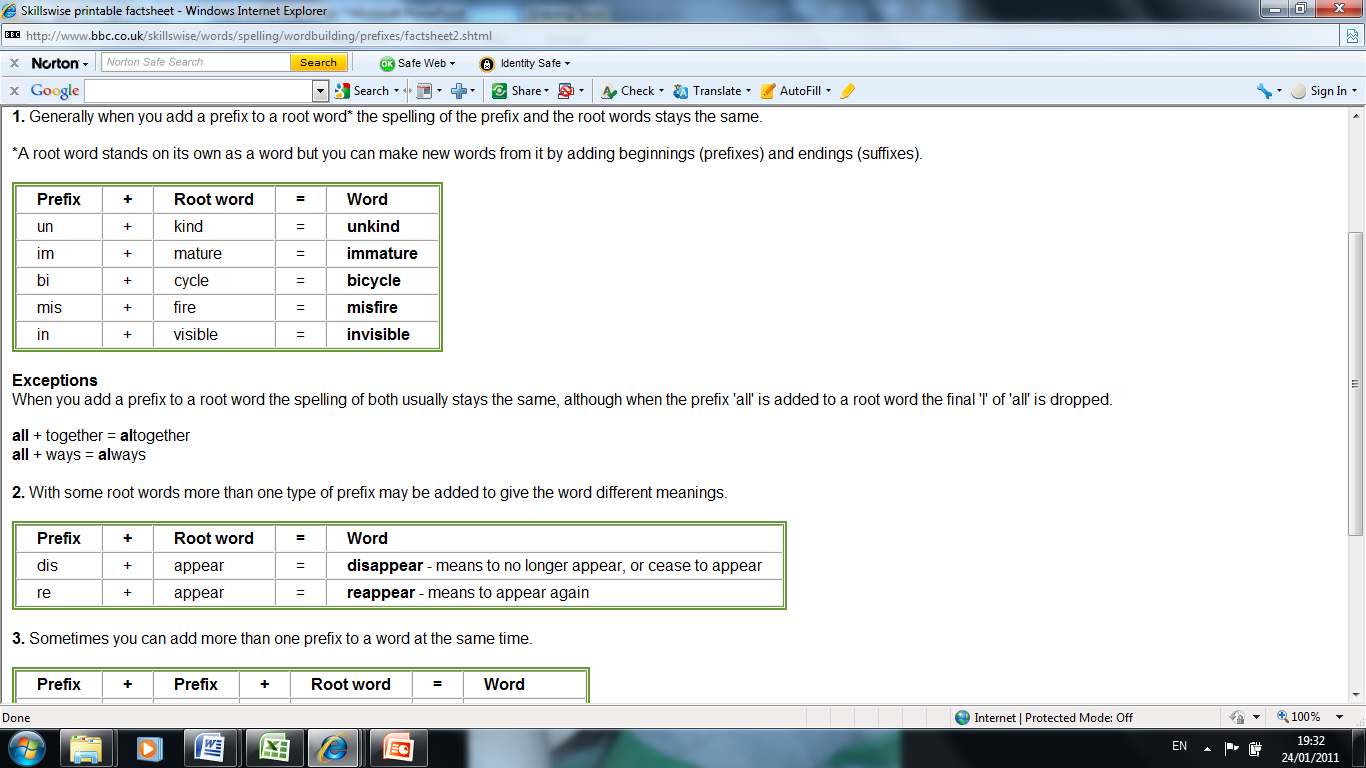 Skillswise printable factsheet - Windows Internet Explorer
BBC http://www.bbc.co.uk/skillswise/words/spelling/wordbuilding/prefixes/factsheet2.shtml
x Norton Norton Safe Search Search OK Safe Web Identity Safe
x Google Search Share Check Translate AutoFill Sign In
1. Generally when you add a prefix to a root word* the spelling of the prefix and the root words stays the same.
*A root word stands on its own as a word but you can make new words from it by adding beginnings (prefixes) and endings (suffixes).
Prefix + Root word = Word
un + kind = unkind
im + mature = immature
bi + cycle = bicycle
mis + fire = misfire
in + visible = invisible
Exceptions
When you add a prefix to a root word the spelling of both usually stays the same, although when the prefix 'all' is added to a root word the final 'l' of 'all' is dropped.
all + together = altogether
all + ways = always
2. With some root words more than one type of prefix may be added to give the word different meanings.
Prefix + Root word = Word
dis + appear = disappear - means to no longer appear, or cease to appear
re + appear = reappear - means to appear again
3. Sometimes you can add more than one prefix to a word at the same time.
Prefix + Prefix + Root word = Word
Done Internet | Protected Mode: Off 100%
EN 19:32
24/01/2011